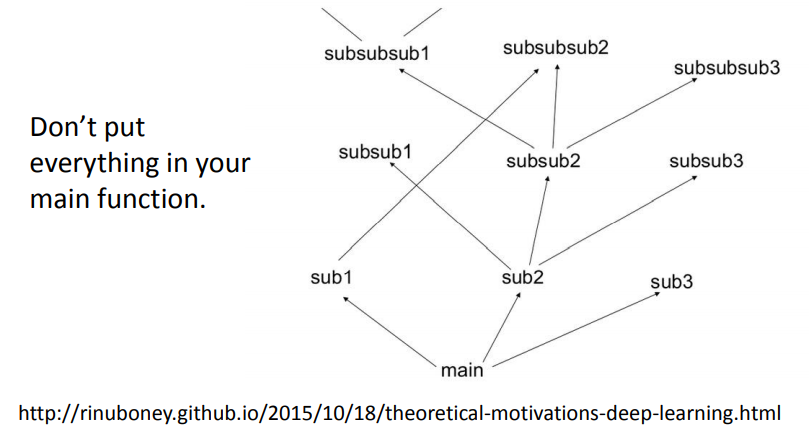 subsubsub1
subsubsub2
subsubsub3
Don’t put
everything in your
main function.
subsub1
subsub2
subsub3
sub1
sub2
sub3
main
http://rinuboney.github.io/2015/10/18/theoretical-motivations-deep-learning.html